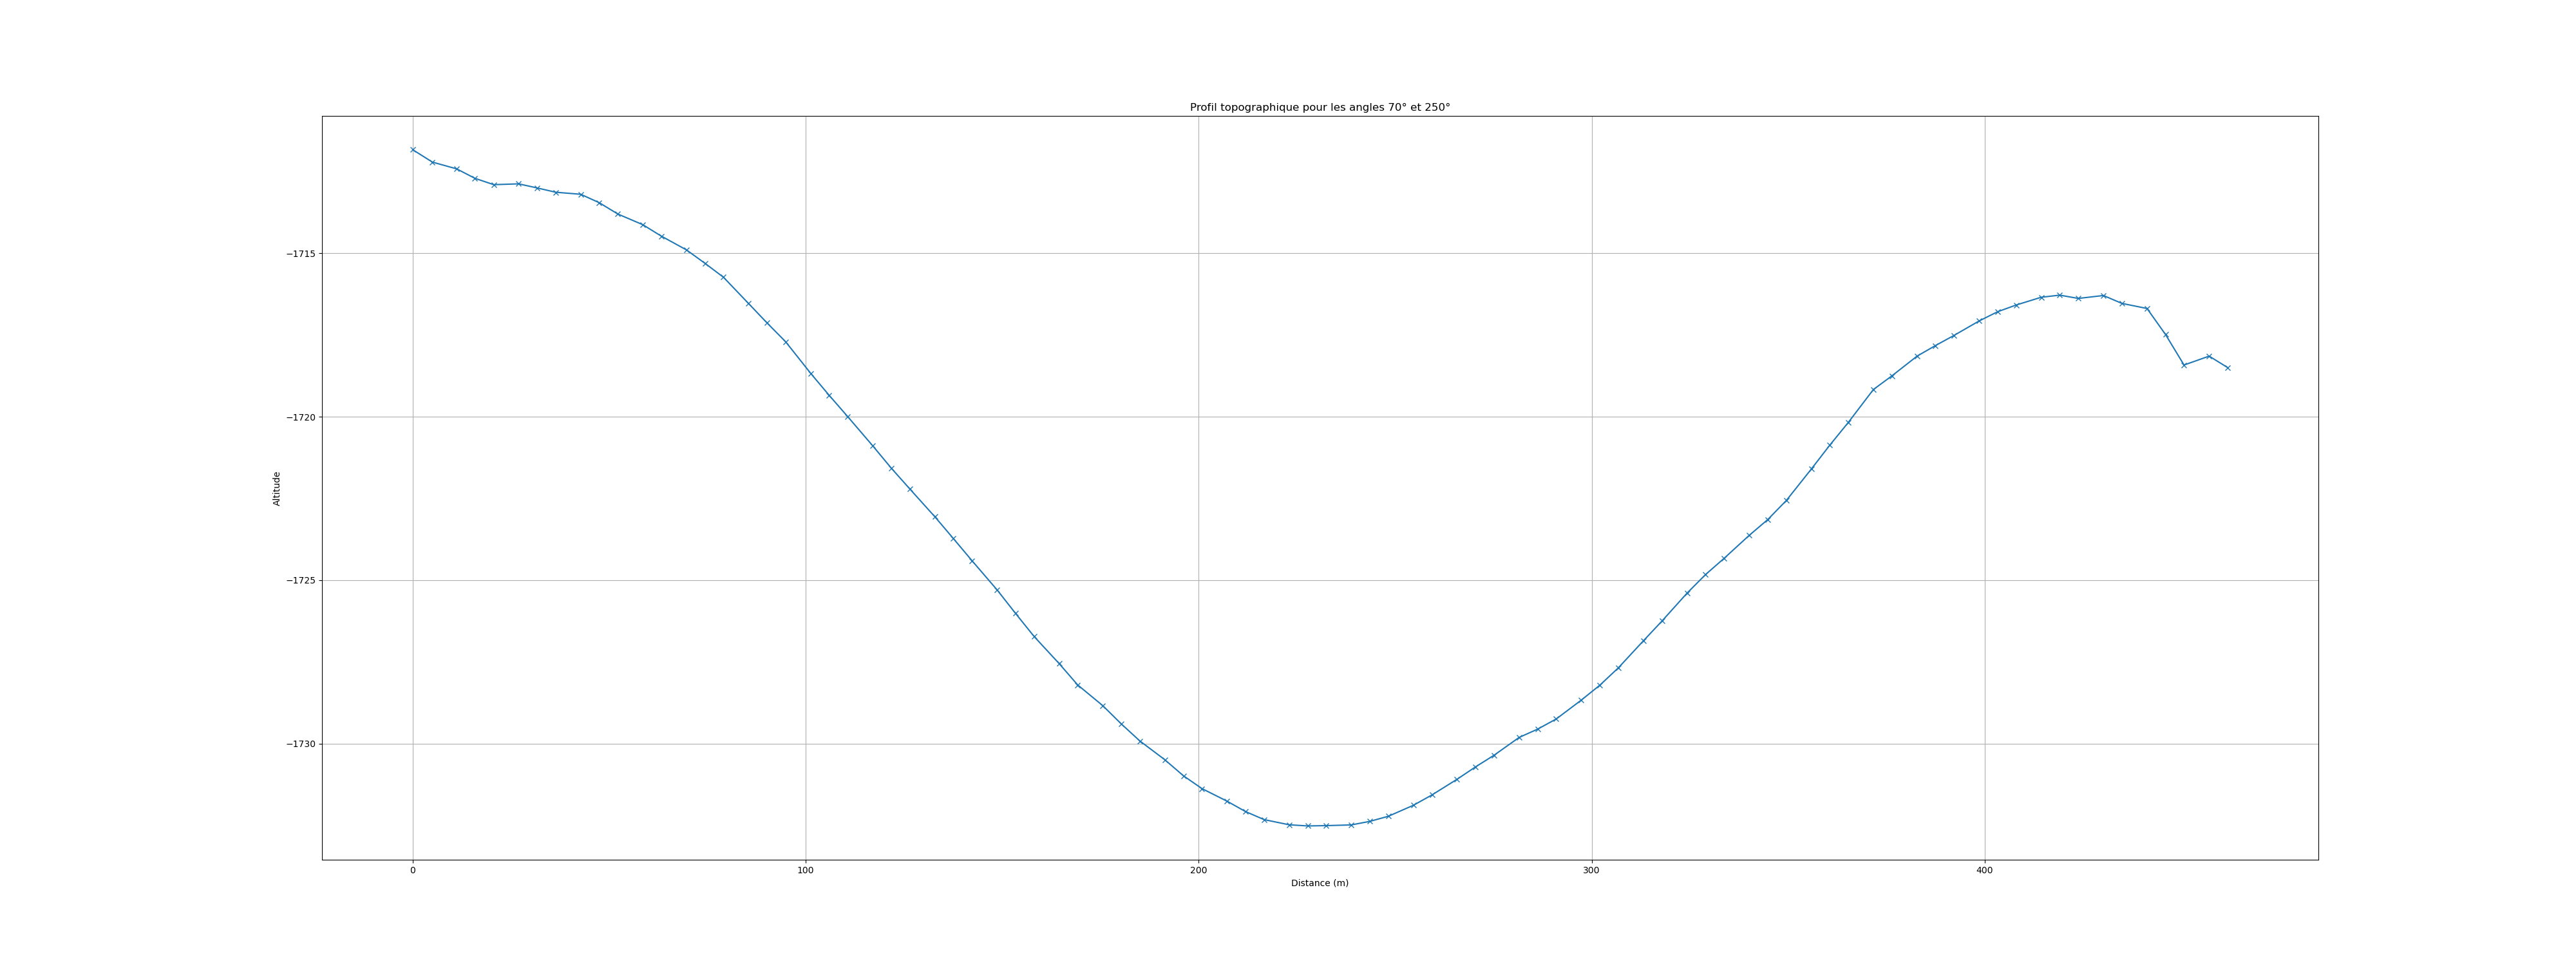 Profil topographique pour les angles 70° et 250°
−1715
−1720
−1725
−1730
Altitude
0 100 200 300 400
Distance (m)